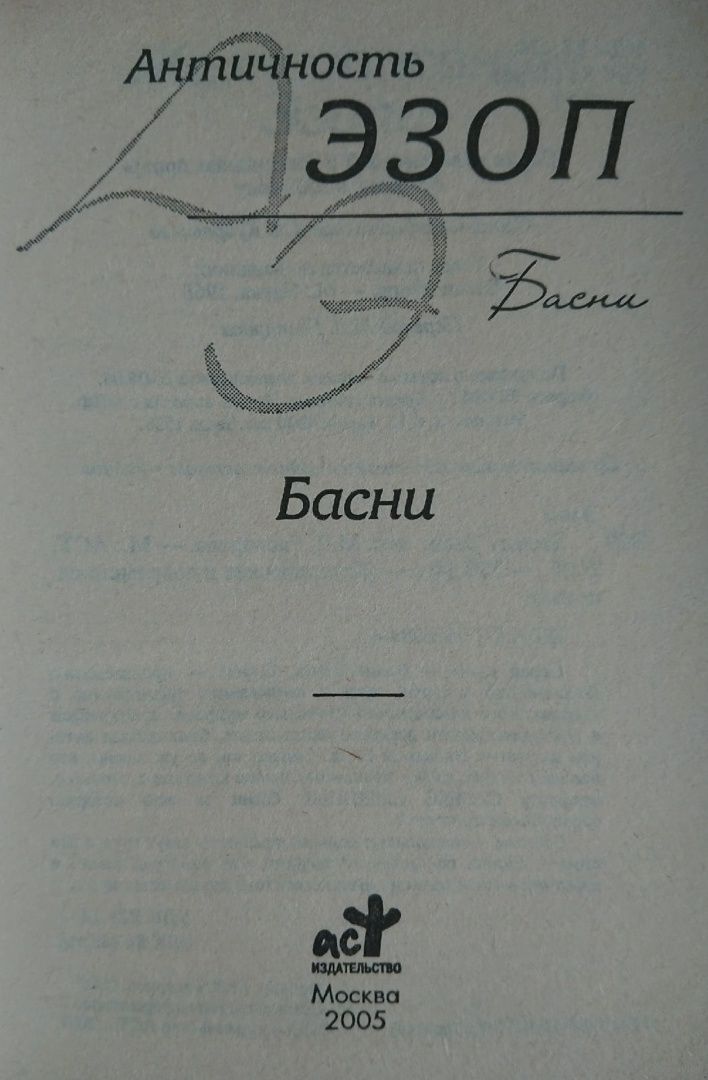 Античность
ЭЗОП
Басни
Басни
аст
ИЗДАТЕЛЬСТВО
Москва
2005